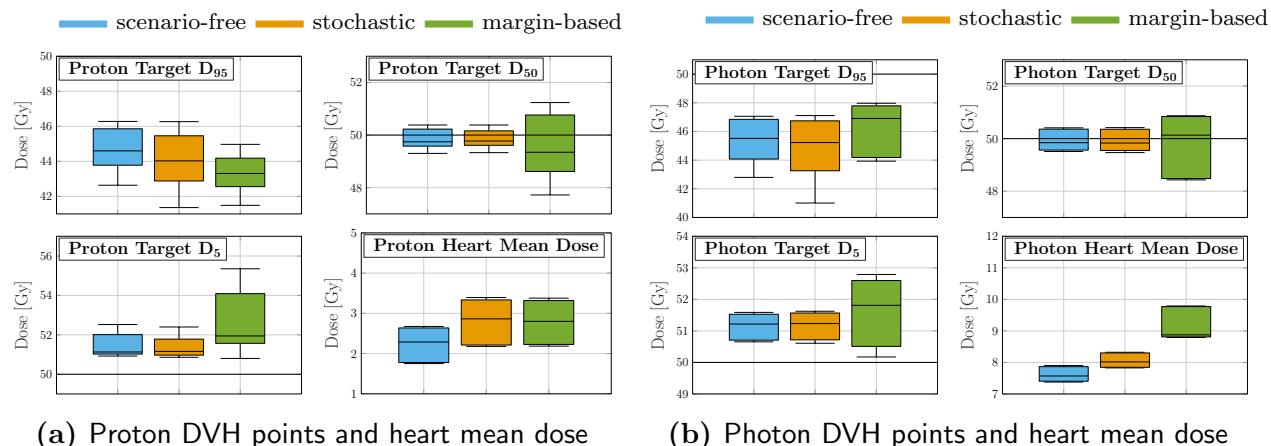 scenario-free stochastic margin-based
scenario-free stochastic margin-based
Proton Target D95
Dose [Gy]
50
48
46
44
42
Proton Target D50
52
50
48
Proton Target D5
Dose [Gy]
56
54
52
50
Proton Heart Mean Dose
Dose [Gy]
5
4
3
2
1
(a) Proton DVH points and heart mean dose
Photon Target D95
Dose [Gy]
50
48
46
44
42
40
Photon Target D50
52
50
48
Photon Target D5
Dose [Gy]
54
53
52
51
50
49
Photon Heart Mean Dose
Dose [Gy]
12
11
10
9
8
7
(b) Photon DVH points and heart mean dose